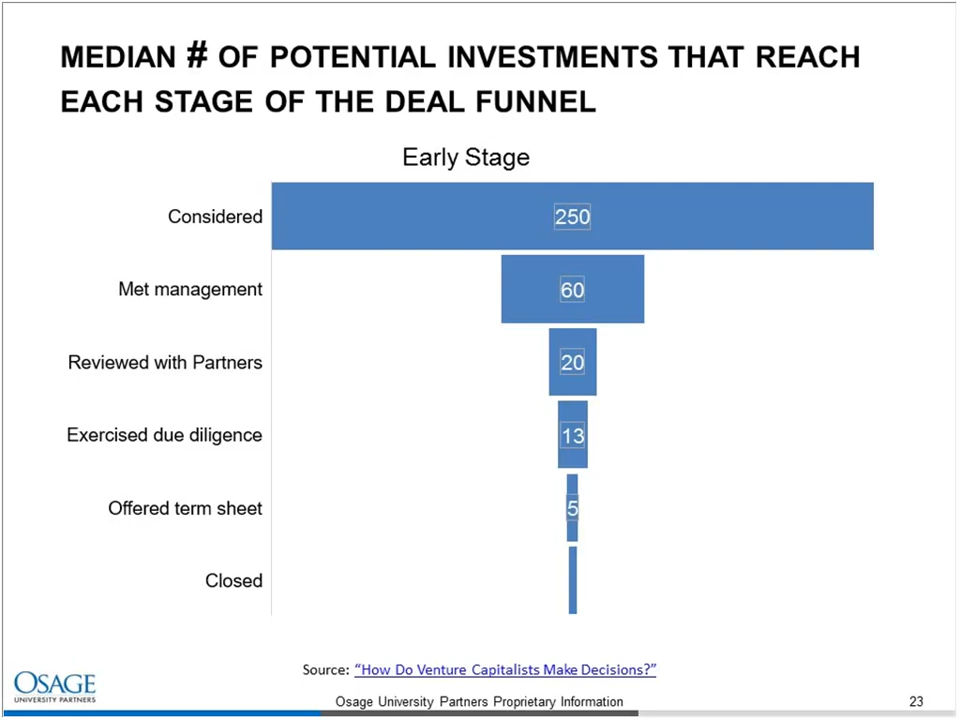 MEDIAN # OF POTENTIAL INVESTMENTS THAT REACH
EACH STAGE OF THE DEAL FUNNEL
Early Stage
Considered 250
Met management 60
Reviewed with Partners 20
Exercised due diligence 13
Offered term sheet 5
Closed
Source: “How Do Venture Capitalists Make Decisions?”
OSAGE
UNIVERSITY PARTNERS
Osage University Partners Proprietary Information
23